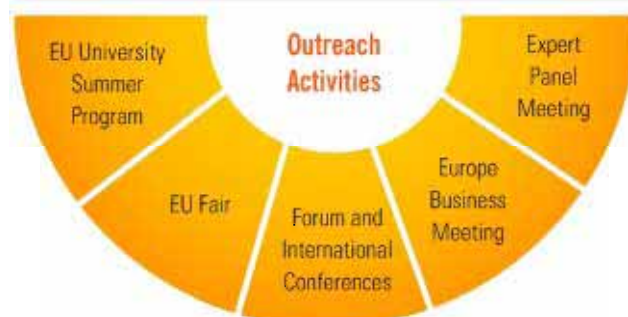 Outreach
Activities
EU University
Summer
Program
EU Fair
Forum and
International
Conferences
Europe
Business
Meeting
Expert
Panel
Meeting